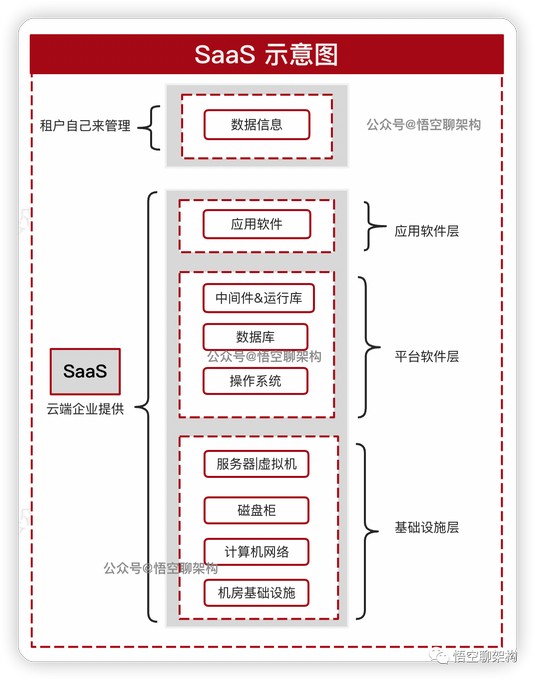 SaaS 示意图
租户自己来管理
数据信息
公众号@悟空聊架构
应用软件
应用软件层
中间件&运行库
数据库
公众号@悟空聊架构
平台软件层
操作系统
SaaS
云端企业提供
服务器|虚拟机
磁盘柜
基础设施层
计算机网络
公众号@悟空聊架构
机房基础设施
悟空聊架构